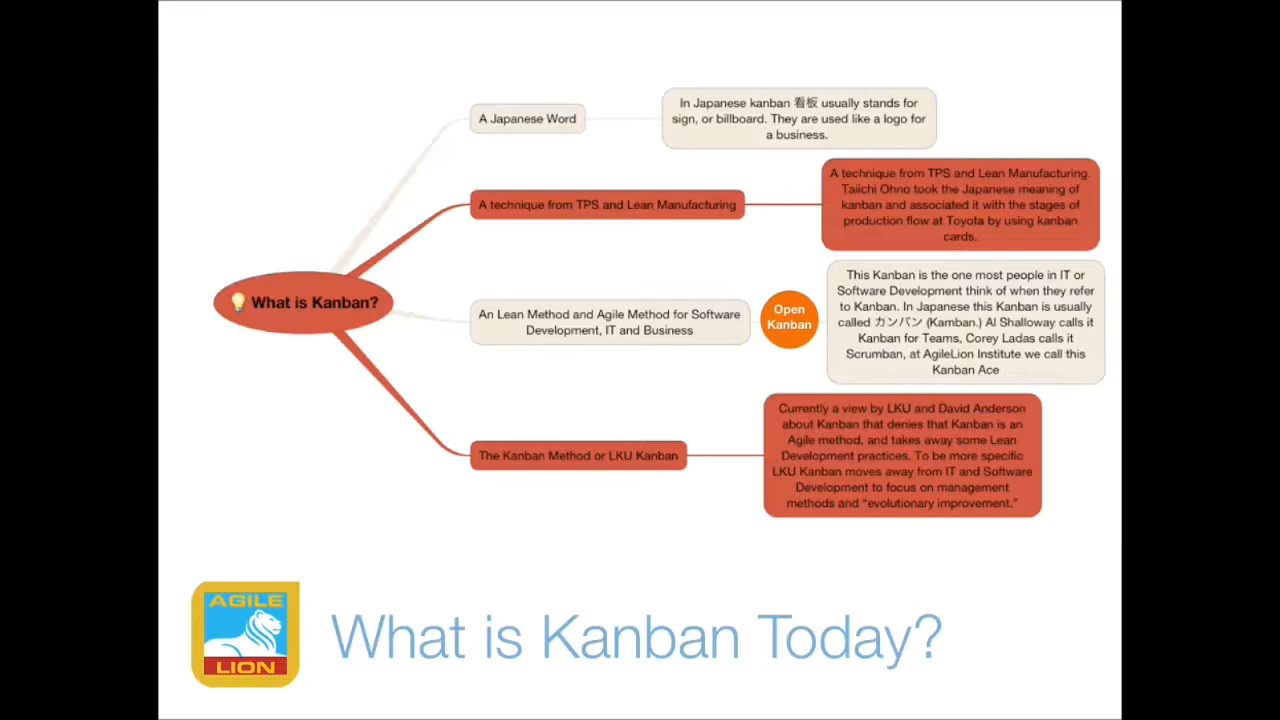 A Japanese Word
In Japanese kanban 看板 usually stands for
sign, or billboard. They are used like a logo for
a business.
A technique from TPS and Lean Manufacturing
A technique from TPS and Lean Manufacturing.
Taiichi Ohno took the Japanese meaning of
kanban and associated it with the stages of
production flow at Toyota by using kanban
cards.
What is Kanban?
An Lean Method and Agile Method for Software
Development, IT and Business
Open
Kanban
This Kanban is the one most people in IT or
Software Development think of when they refer
to Kanban. In Japanese this Kanban is usually
called カンバン (Kamban.) Al Shalloway calls it
Kanban for Teams, Corey Ladas calls it
Scrumban, at AgileLion Institute we call this
Kanban Ace
The Kanban Method or LKU Kanban
Currently a view by LKU and David Anderson
about Kanban that denies that Kanban is an
Agile method, and takes away some Lean
Development practices. To be more specific
LKU Kanban moves away from IT and Software
Development to focus on management
methods and “evolutionary improvement.”
AGILE
LION
What is Kanban Today?